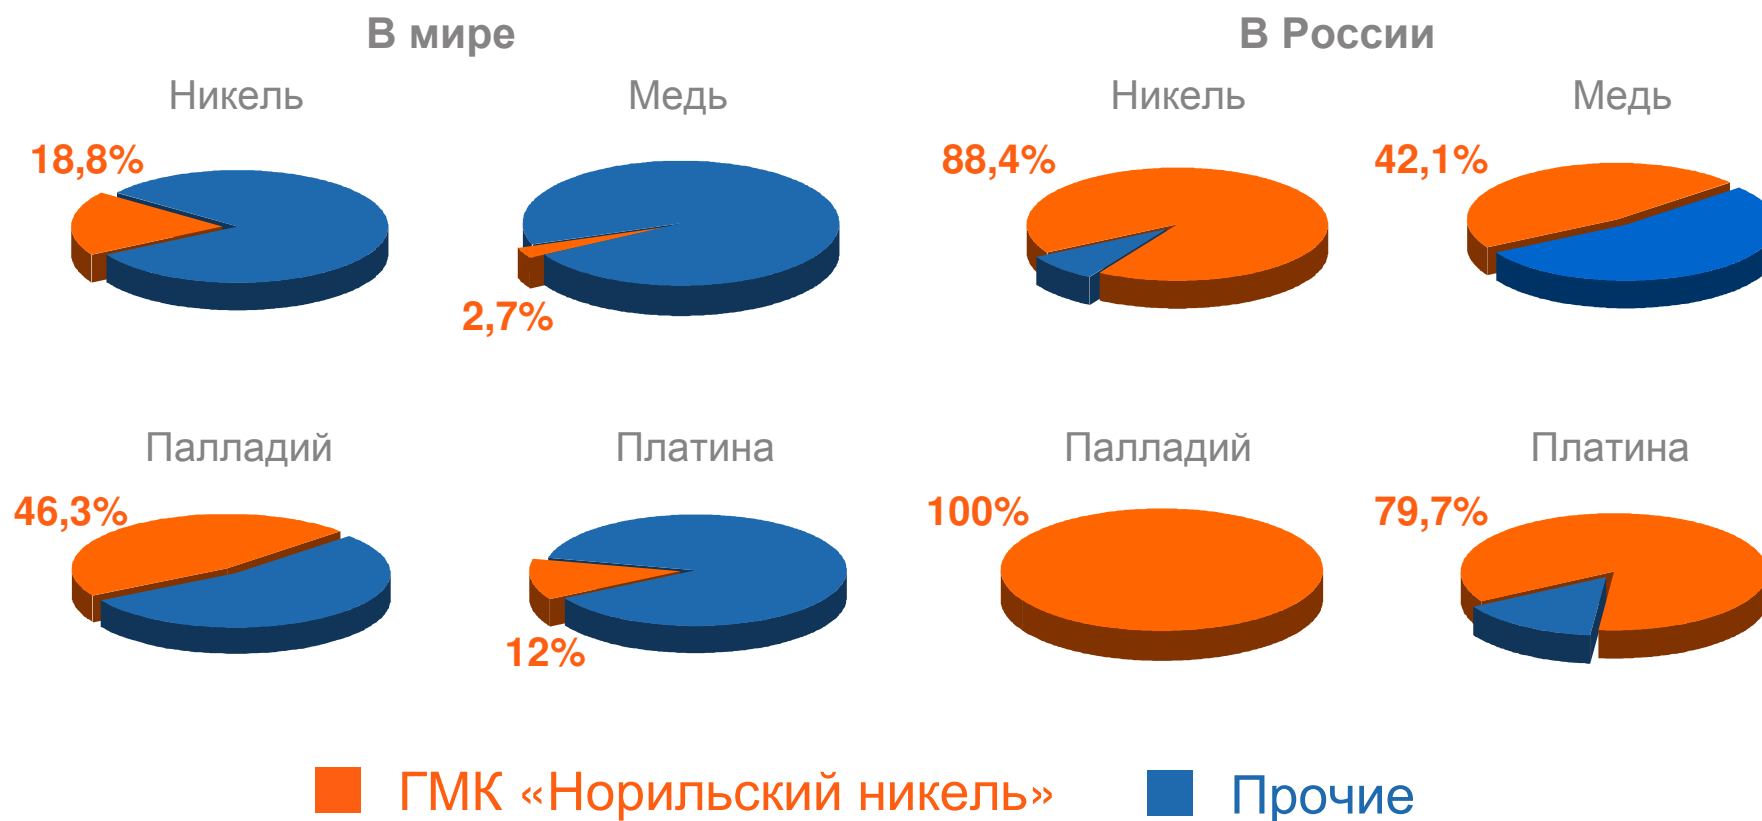 В мире
В России
Никель
Медь
Никель
Медь
18,8%
2,7%
88,4%
42,1%
Палладий
Платина
Палладий
Платина
46,3%
12%
100%
79,7%
ГМК «Норильский никель»
Прочие